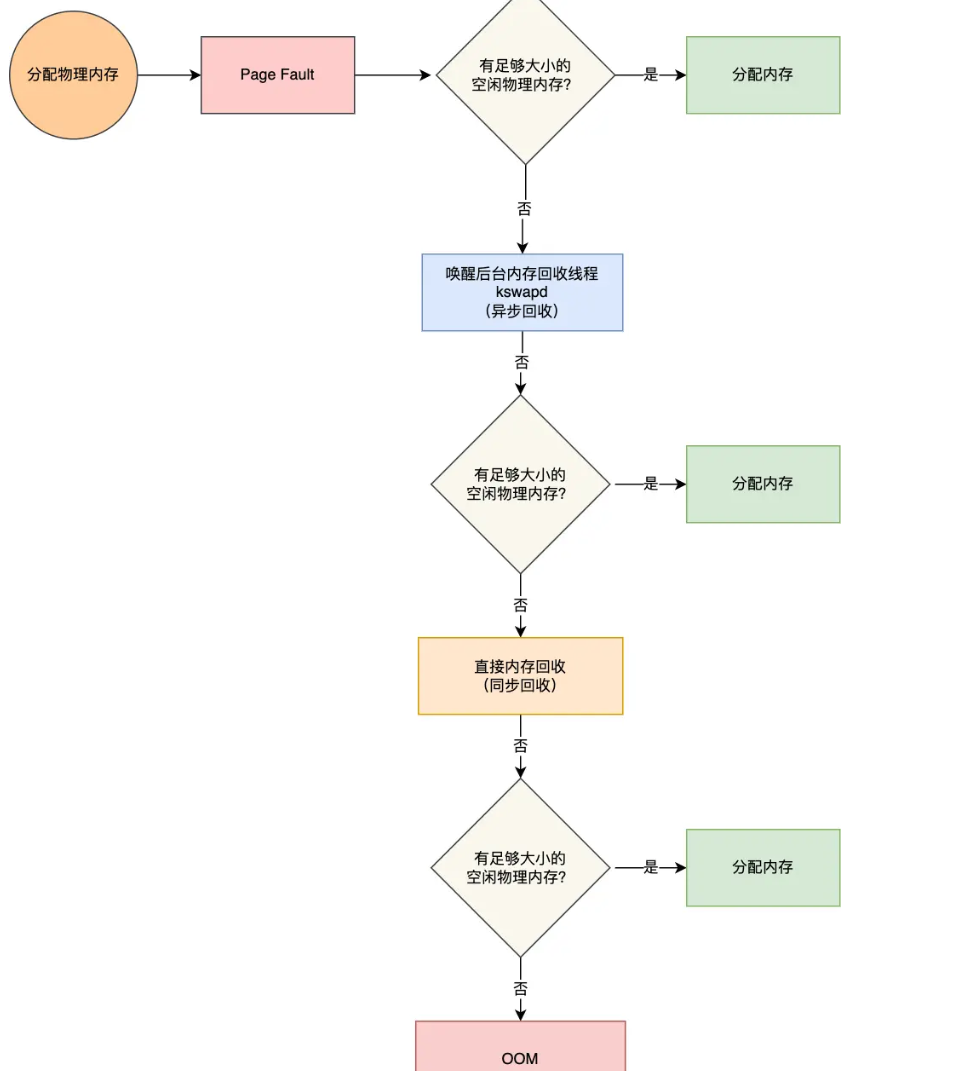 分配物理内存
Page Fault
有足够大小的
空闲物理内存?
是
分配内存
否
唤醒后台内存回收线程
kswapd
（异步回收）
否
有足够大小的
空闲物理内存?
是
分配内存
否
直接内存回收
（同步回收）
否
有足够大小的
空闲物理内存?
是
分配内存
否
OOM